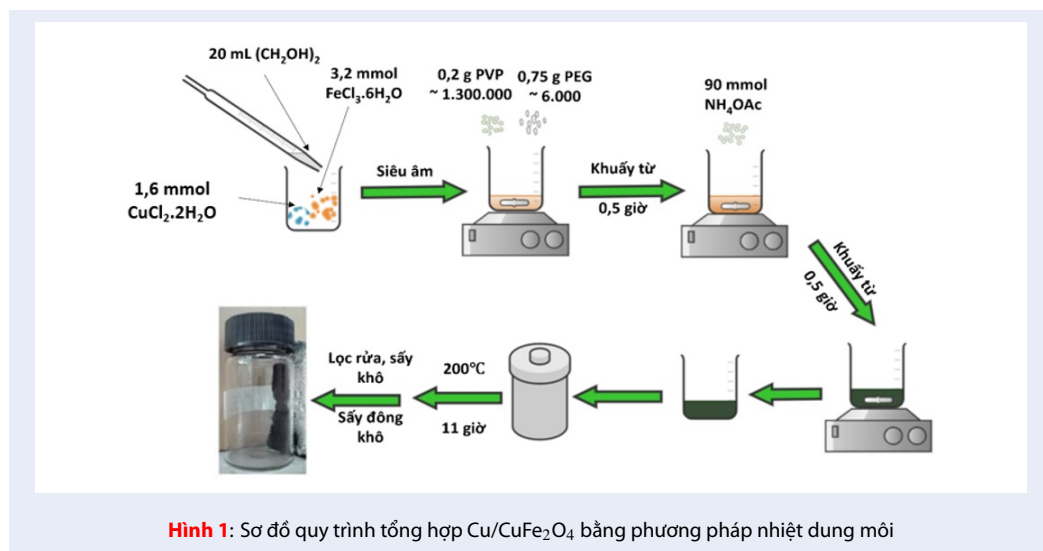 20 mL (CH₂OH)₂
3,2 mmol
FeCl₃.6H₂O
1,6 mmol
CuCl₂.2H₂O
Siêu âm
0,2 g PVP
~ 1.300.000
0,75 g PEG
~ 6.000
Khuấy từ
0,5 giờ
90 mmol
NH₄OAc
Khuấy từ
0,5 giờ
200℃
11 giờ
Lọc rửa, sấy
khô
Sấy đông
khô
Hình 1: Sơ đồ quy trình tổng hợp Cu/CuFe₂O₄ bằng phương pháp nhiệt dung môi